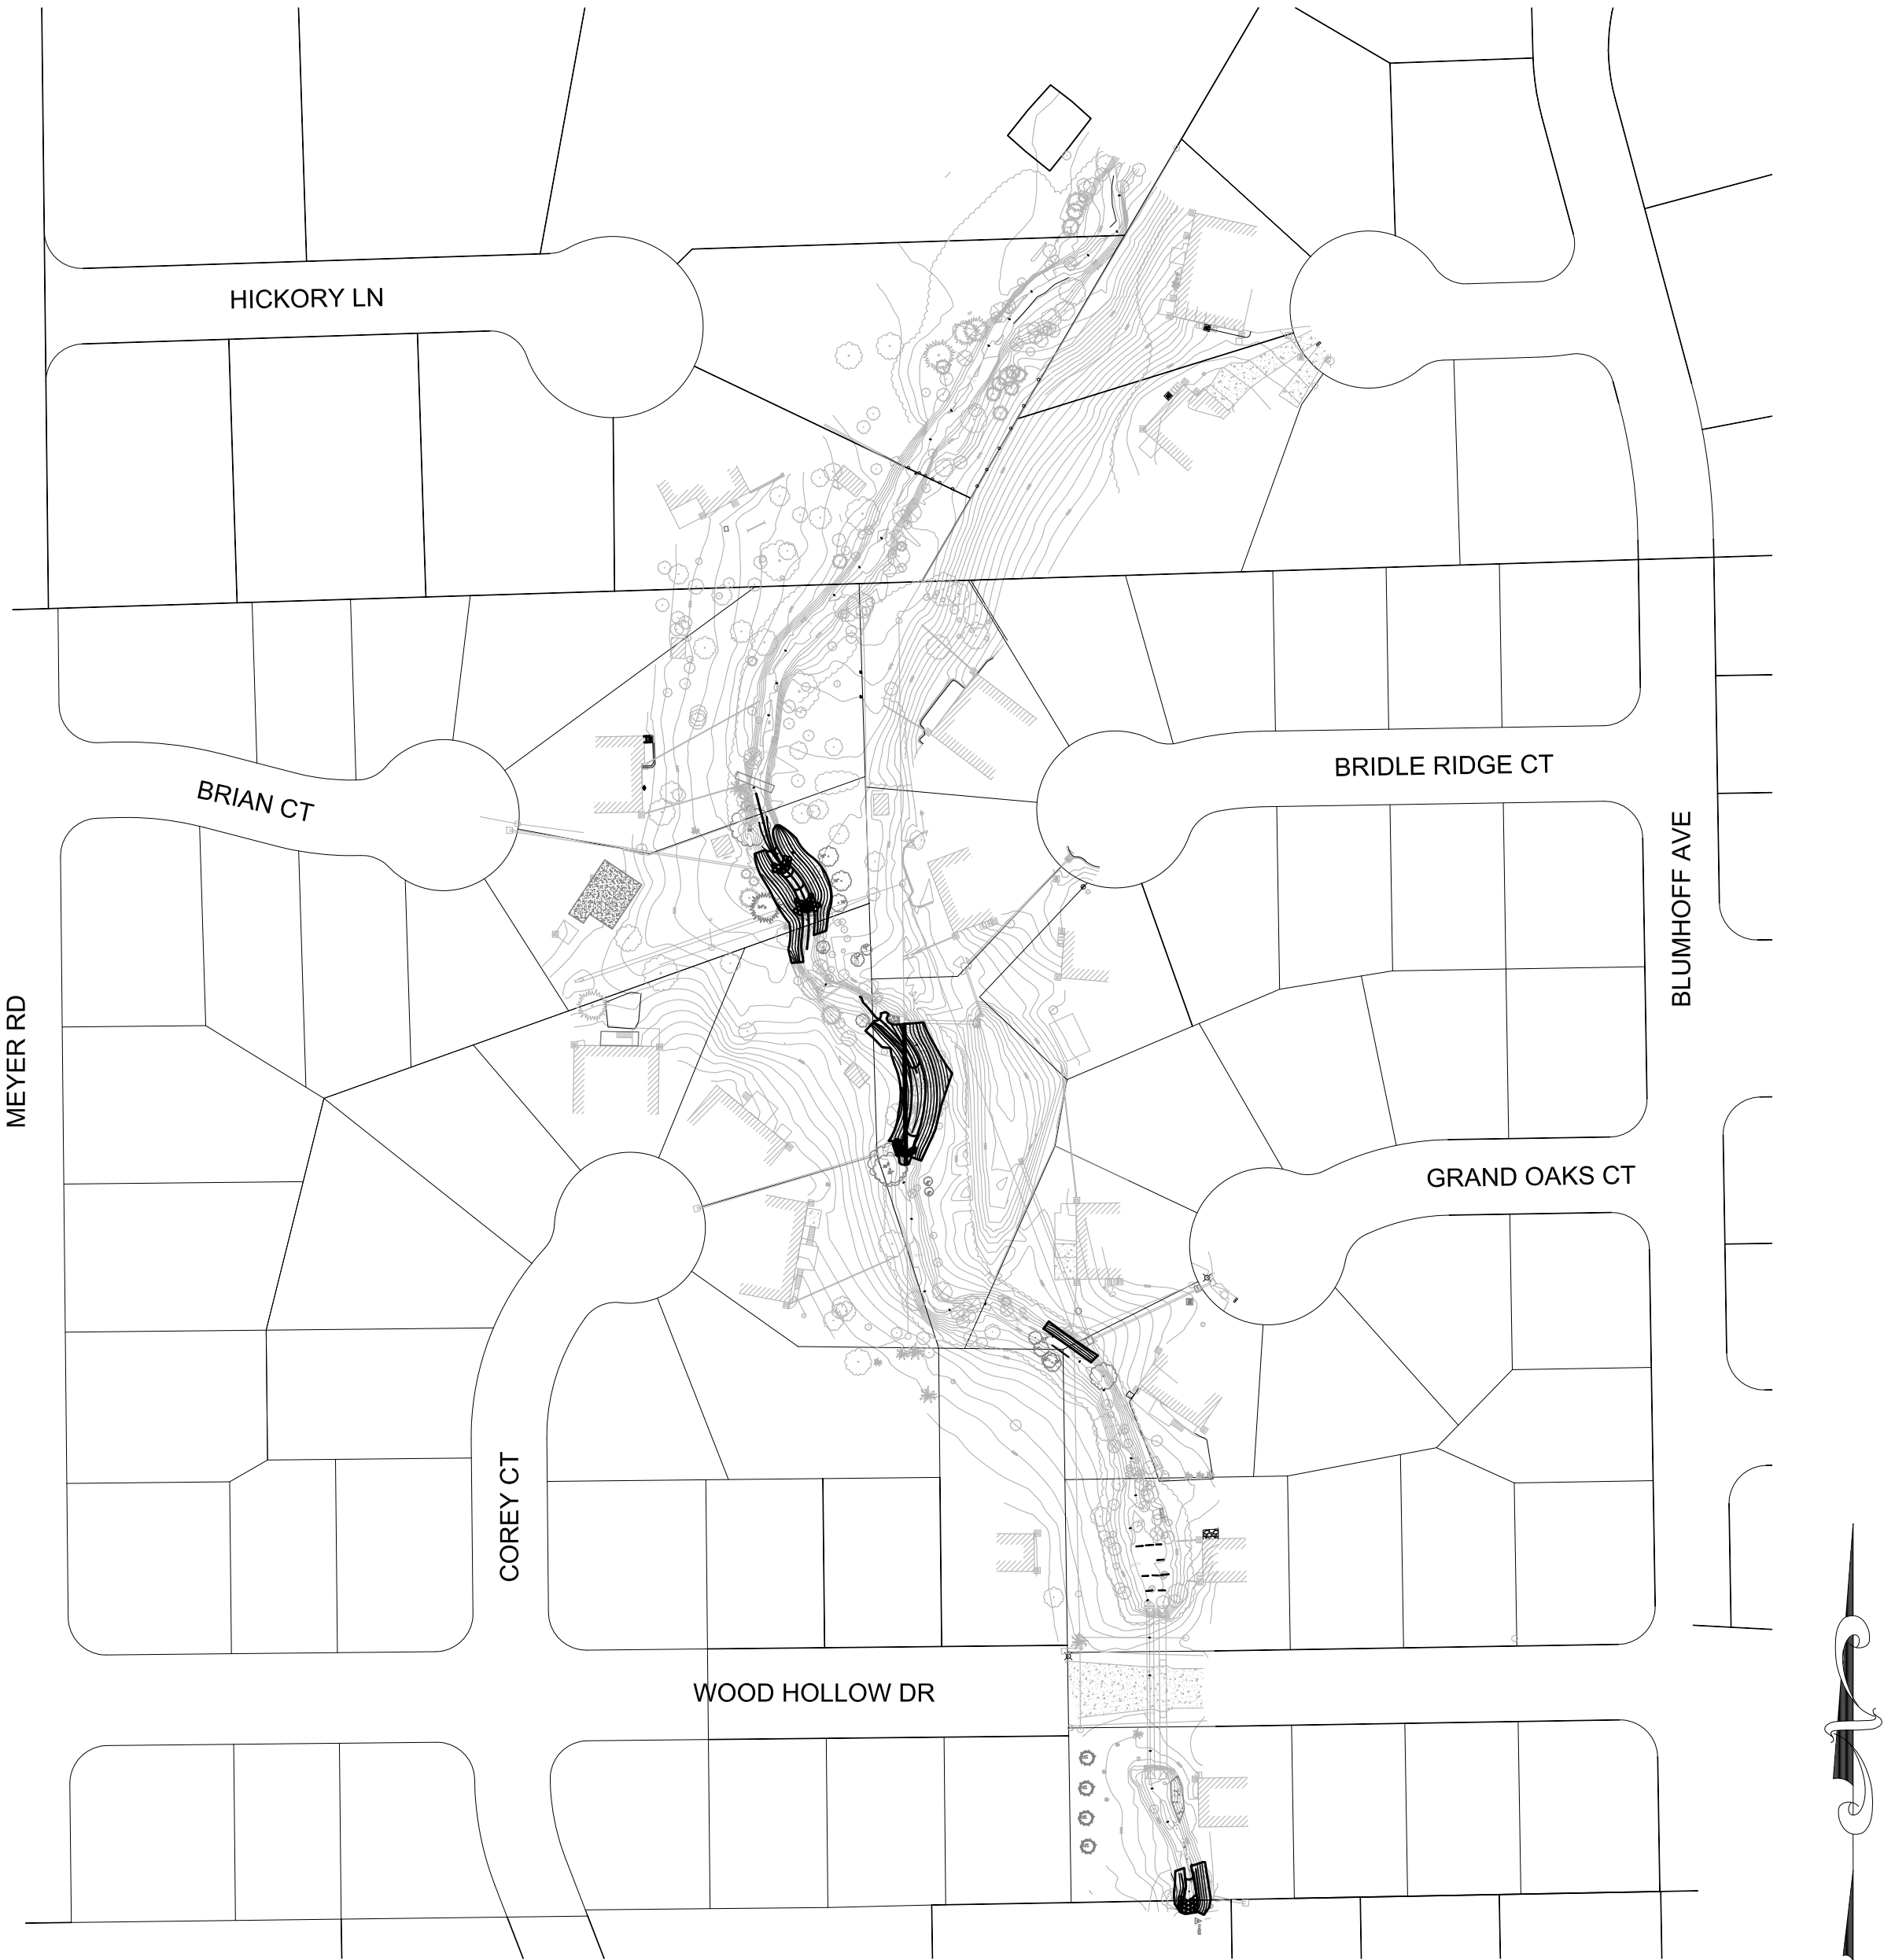 HICKORY LN
BRIDLE RIDGE CT
BRIAN CT
BLUMHOFF AVE
MEYER RD
GRAND OAKS CT
COREY CT
WOOD HOLLOW DR